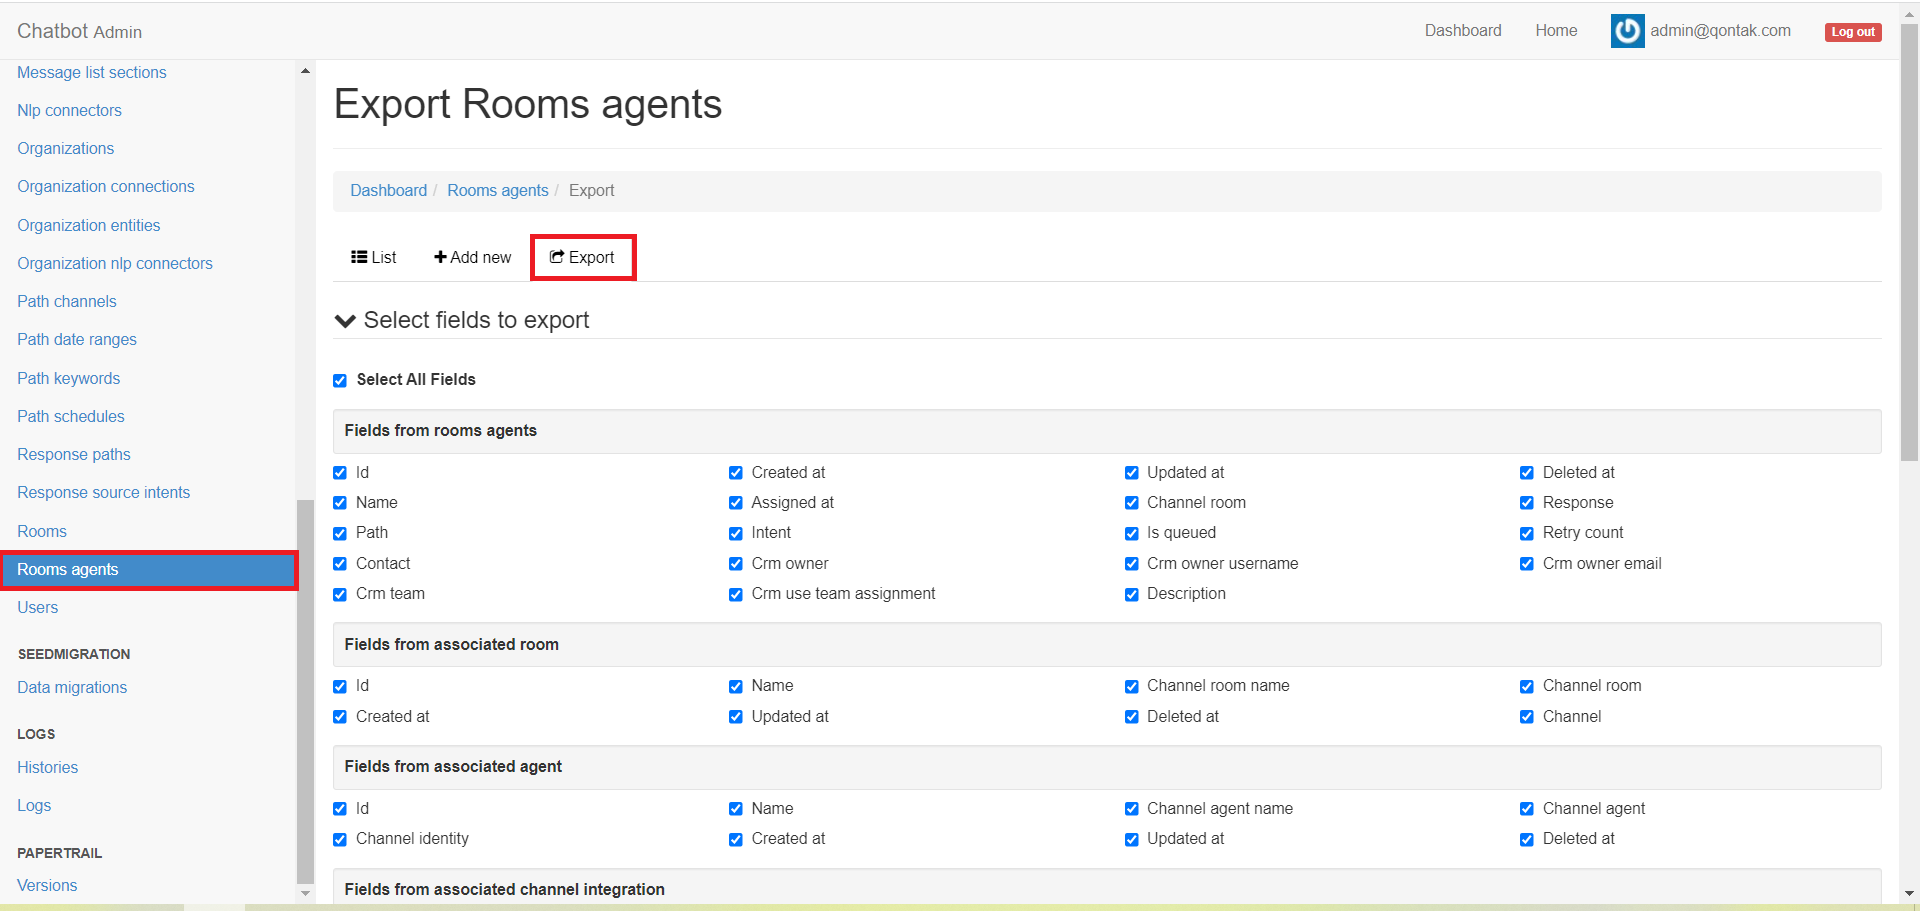 Chatbot Admin
Dashboard Home admin@qontak.com Log out
Message list sections
Nlp connectors
Organizations
Organization connections
Organization entities
Organization nlp connectors
Path channels
Path date ranges
Path keywords
Path schedules
Response paths
Response source intents
Rooms
Rooms agents
Users
SEEDMIGRATION
Data migrations
LOGS
Histories
Logs
PAPERTRAIL
Versions
Export Rooms agents
Dashboard / Rooms agents / Export
List Add new Export
Select fields to export
Select All Fields
Fields from rooms agents
Id Created at Updated at Deleted at
Name Assigned at Channel room Response
Path Intent Is queued Retry count
Contact Crm owner Crm owner username Crm owner email
Crm team Crm use team assignment Description
Fields from associated room
Id Name Channel room name Channel room
Created at Updated at Deleted at Channel
Fields from associated agent
Id Name Channel agent name Channel agent
Channel identity Created at Updated at Deleted at
Fields from associated channel integration